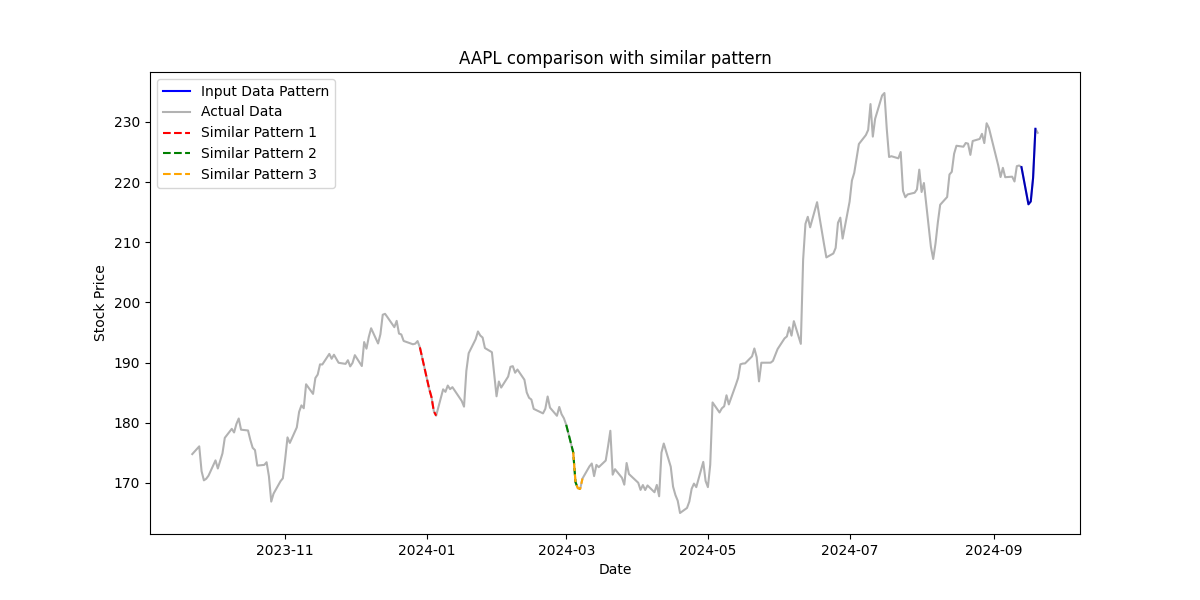 AAPL comparison with similar pattern
Input Data Pattern
Actual Data
Similar Pattern 1
Similar Pattern 2
Similar Pattern 3
Stock Price
230
220
210
200
190
180
170
2023-11 2024-01 2024-03 2024-05 2024-07 2024-09
Date